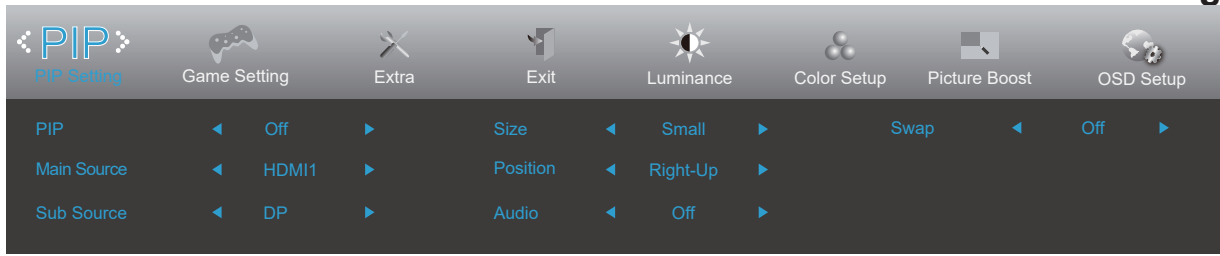 PIP
PIP Setting Game Setting Extra Exit Luminance Color Setup Picture Boost OSD Setup
PIP Off Size Small Swap Off
Main Source HDMI1 Position Right-Up
Sub Source DP Audio Off